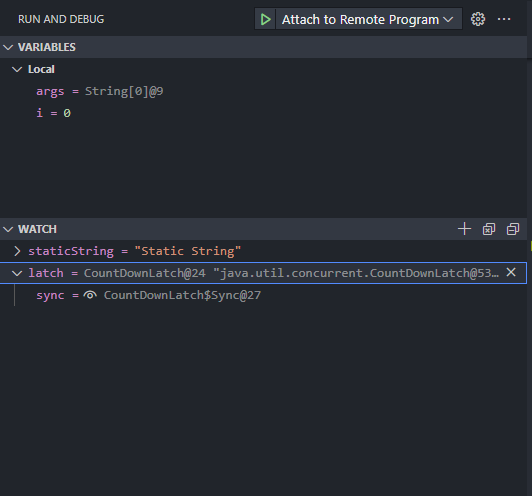 RUN AND DEBUG Attach to Remote Program
VARIABLES
Local
args = String[0]@9
i = 0
WATCH
staticString = "Static String"
latch = CountDownLatch@24 "java.util.concurrent.CountDownLatch@53…
sync = CountDownLatch$Sync@27